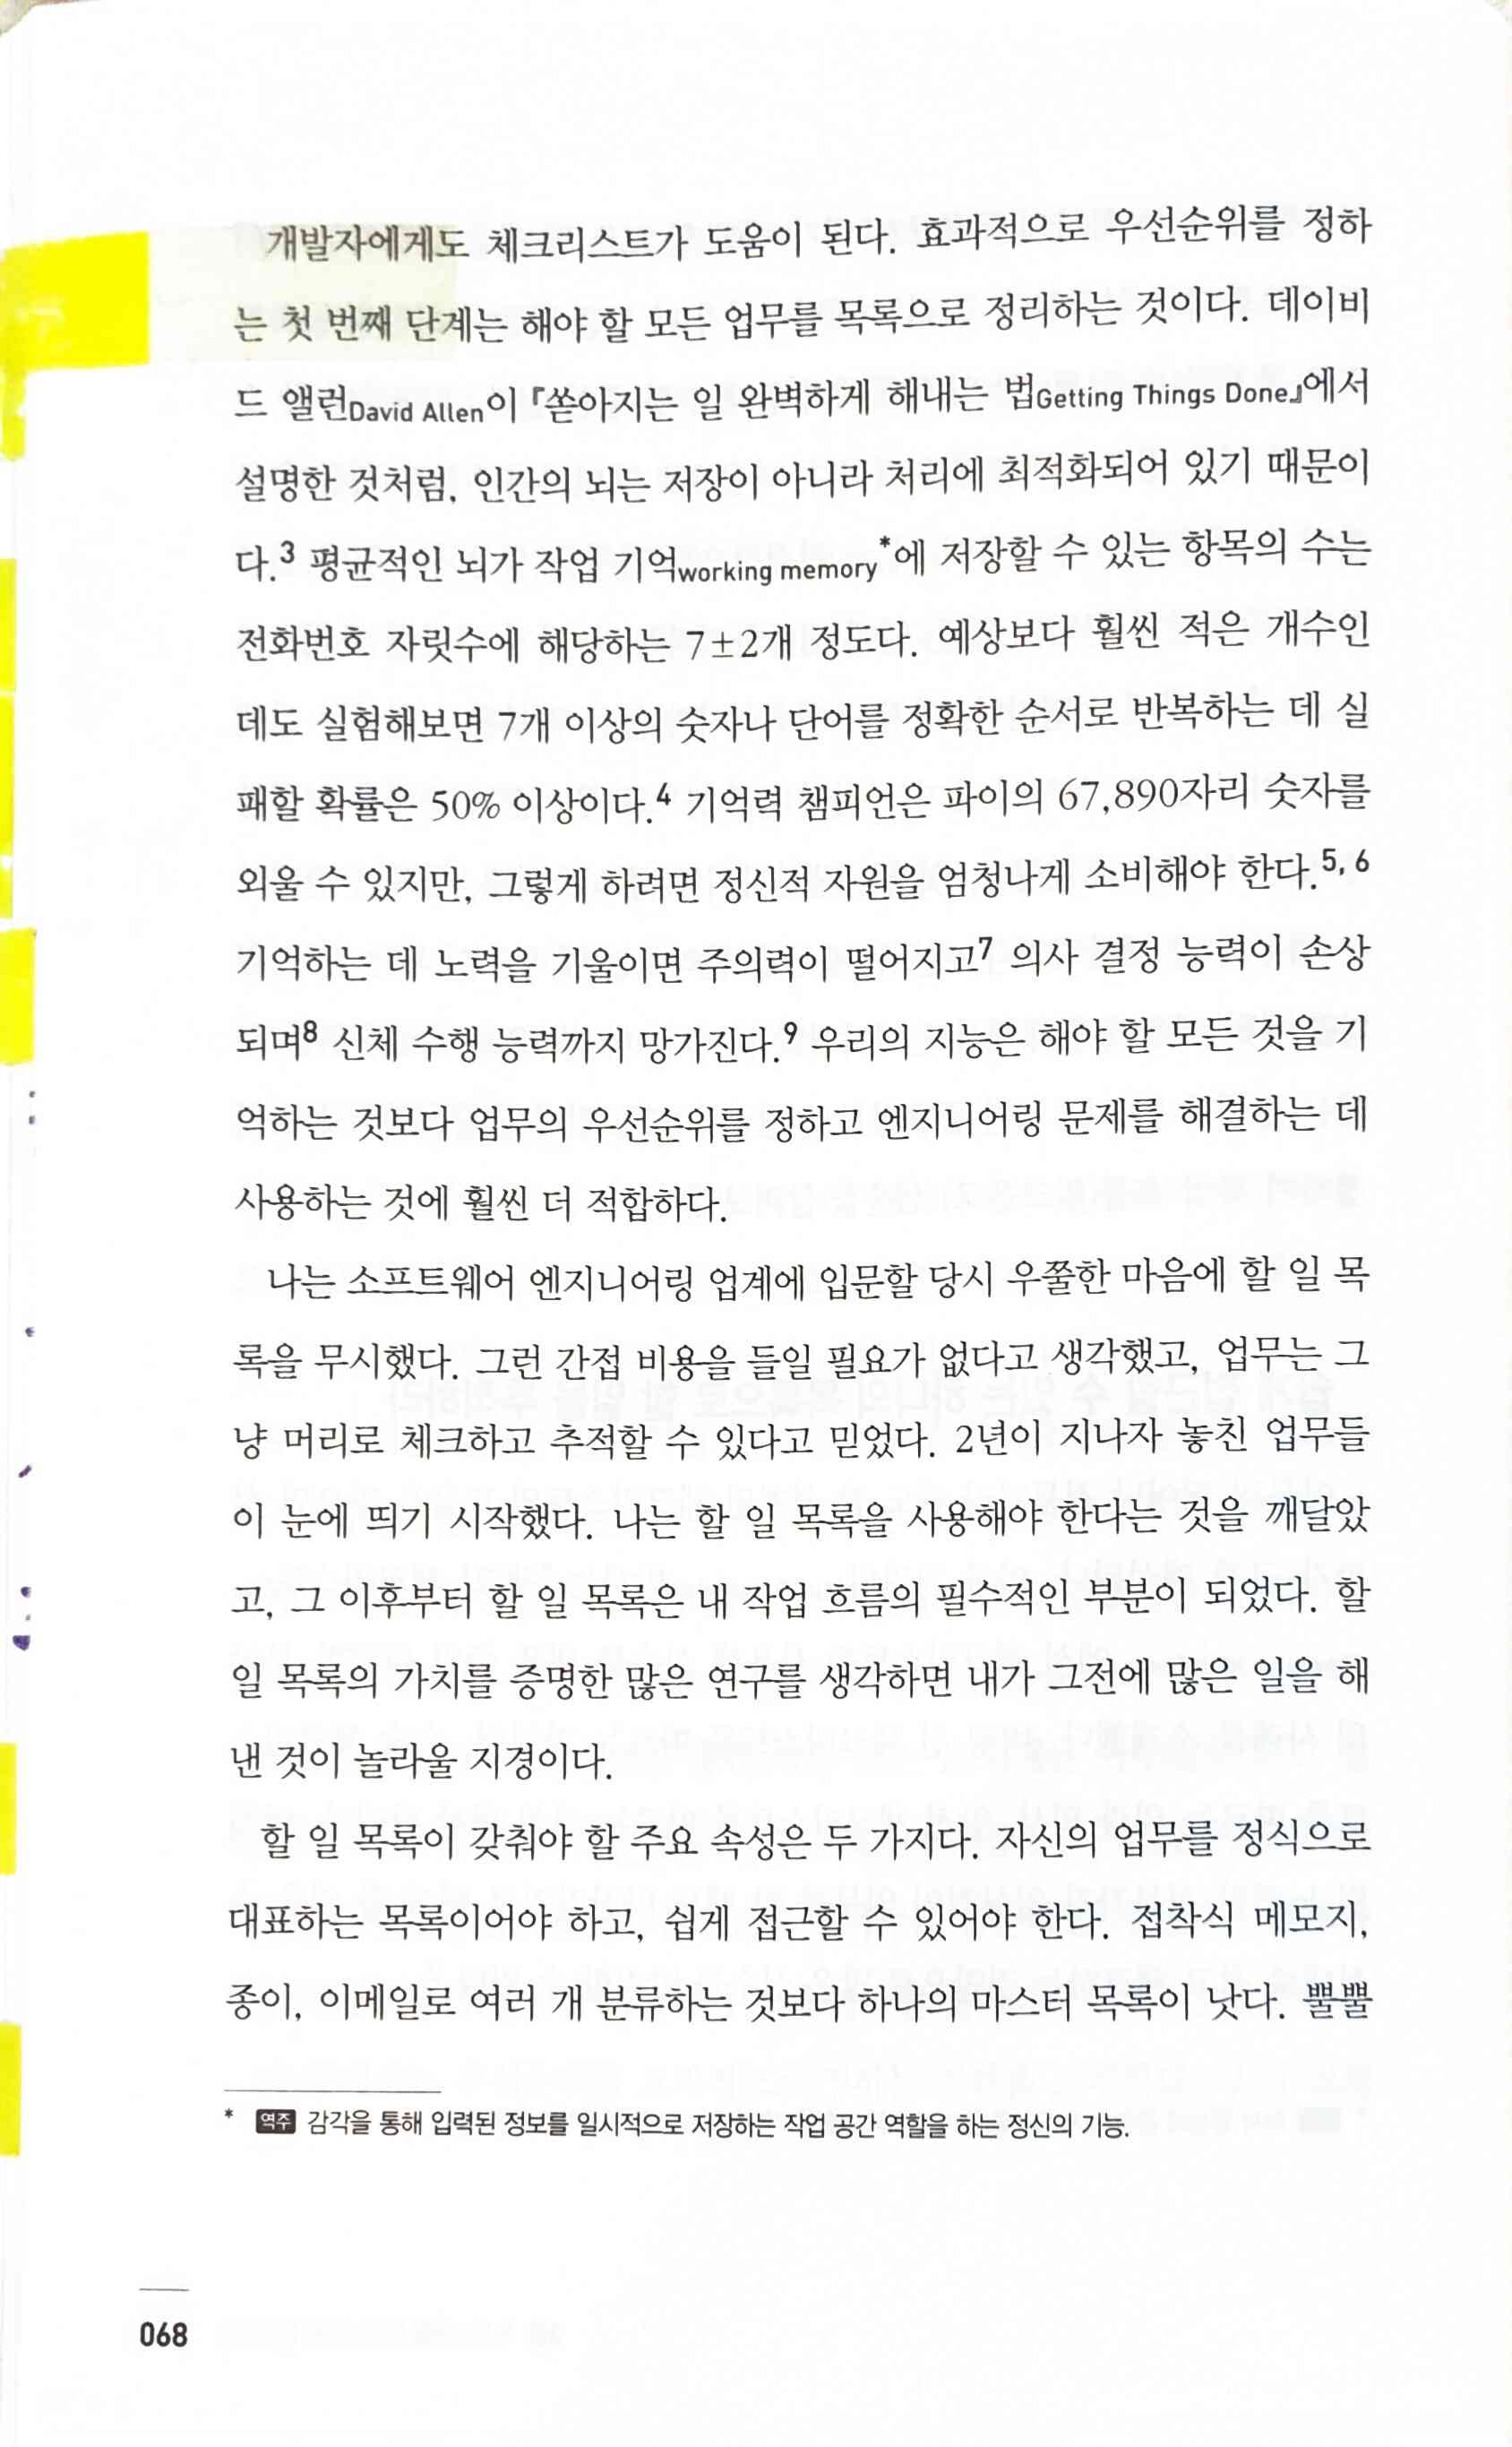 개발자에게도 체크리스트가 도움이 된다. 효과적으로 우선순위를 정하
는 첫 번째 단계는 해야 할 모든 업무를 목록으로 정리하는 것이다. 데이비
드 앨런David Allen이 『쏟아지는 일 완벽하게 해내는 법Getting Things Done』에서
설명한 것처럼, 인간의 뇌는 저장이 아니라 처리에 최적화되어 있기 때문이
다.3 평균적인 뇌가 작업 기억working memory*에 저장할 수 있는 항목의 수는
전화번호 자릿수에 해당하는 7±2개 정도다. 예상보다 훨씬 적은 개수인
데도 실험해보면 7개 이상의 숫자나 단어를 정확한 순서로 반복하는 데 실
패할 확률은 50% 이상이다.4 기억력 챔피언은 파이의 67,890자리 숫자를
외울 수 있지만, 그렇게 하려면 정신적 자원을 엄청나게 소비해야 한다.5, 6
기억하는 데 노력을 기울이면 주의력이 떨어지고7 의사 결정 능력이 손상
되며8 신체 수행 능력까지 망가진다.9 우리의 지능은 해야 할 모든 것을 기
억하는 것보다 업무의 우선순위를 정하고 엔지니어링 문제를 해결하는 데
사용하는 것에 훨씬 더 적합하다.
나는 소프트웨어 엔지니어링 업계에 입문할 당시 우쭐한 마음에 할 일 목
록을 무시했다. 그런 간접 비용을 들일 필요가 없다고 생각했고, 업무는 그
냥 머리로 체크하고 추적할 수 있다고 믿었다. 2년이 지나자 놓친 업무들
이 눈에 띄기 시작했다. 나는 할 일 목록을 사용해야 한다는 것을 깨달았
고, 그 이후부터 할 일 목록은 내 작업 흐름의 필수적인 부분이 되었다. 할
일 목록의 가치를 증명한 많은 연구를 생각하면 내가 그전에 많은 일을 해
낸 것이 놀라울 지경이다.
할 일 목록이 갖춰야 할 주요 속성은 두 가지다. 자신의 업무를 정식으로
대표하는 목록이어야 하고, 쉽게 접근할 수 있어야 한다. 접착식 메모지,
종이, 이메일로 여러 개 분류하는 것보다 하나의 마스터 목록이 낫다. 뿔뿔
* 역주 감각을 통해 입력된 정보를 일시적으로 저장하는 작업 공간 역할을 하는 정신의 기능.
068